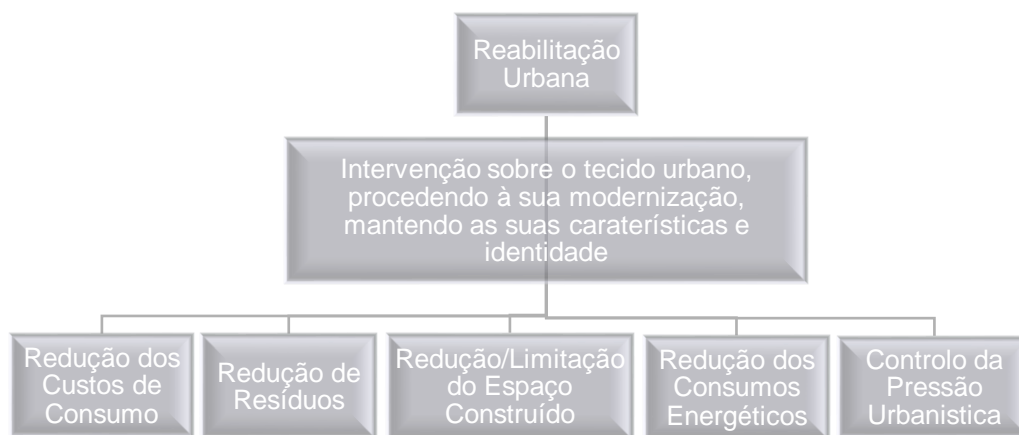 Reabilitação
Urbana
Intervenção sobre o tecido urbano,
procedendo à sua modernização,
mantendo as suas caraterísticas e
identidade
Redução dos
Custos de
Consumo
Redução de
Resíduos
Redução/Limitação
do Espaço
Construído
Redução dos
Consumos
Energéticos
Controlo da
Pressão
Urbanistica